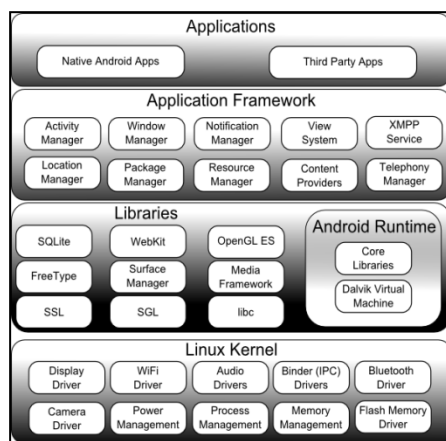 Applications
Native Android Apps
Third Party Apps
Application Framework
Activity
Manager
Window
Manager
Notification
Manager
View
System
XMPP
Service
Location
Manager
Package
Manager
Resource
Manager
Content
Providers
Telephony
Manager
Libraries
SQLite
WebKit
OpenGL ES
FreeType
Surface
Manager
Media
Framework
SSL
SGL
libc
Android Runtime
Core
Libraries
Dalvik Virtual
Machine
Linux Kernel
Display
Driver
WiFi
Driver
Audio
Drivers
Binder (IPC)
Drivers
Bluetooth
Driver
Camera
Driver
Power
Management
Process
Management
Memory
Management
Flash Memory
Driver